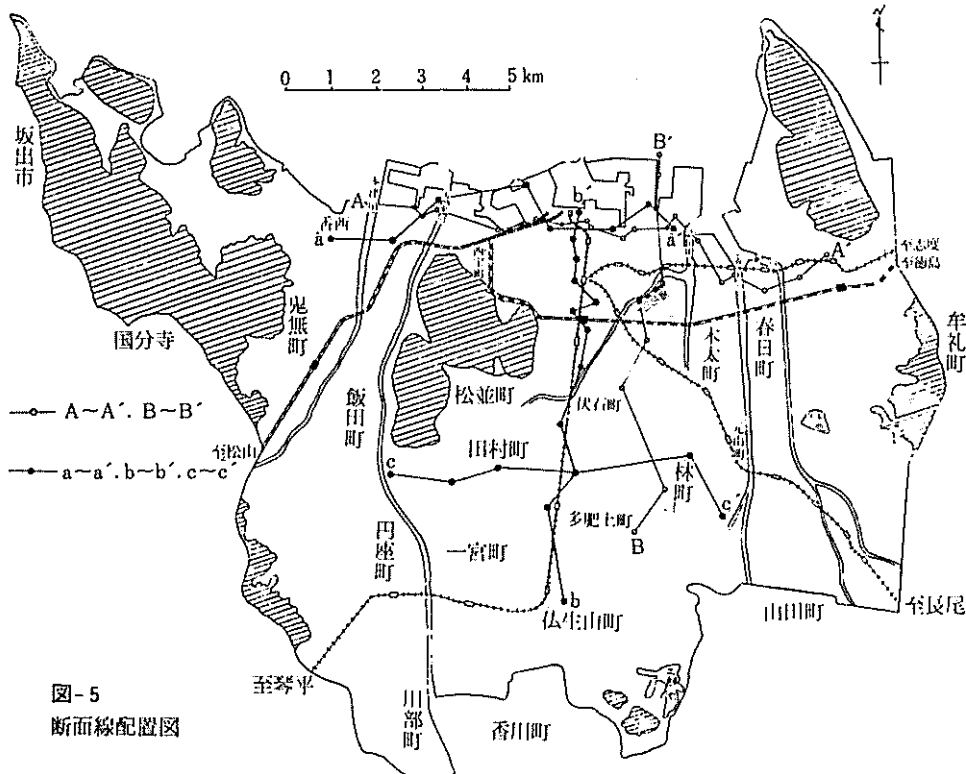 N
0 1 2 3 4 5 km
坂出市
B′
b′
A
香西
a
a′
A′
至志度
至徳島
鬼無町
国分寺
牟礼町
春日町
木太町
飯田町
松並町
伏石町
A～A′. B～B′
a～a′.b～b′.c～c′
至松山
田村町
c
林町
c′
多肥上町
B
円座町
一宮町
b
仏生山町
山田町
至長尾
至琴平
川部町
香川町
図-5
断面線配置図